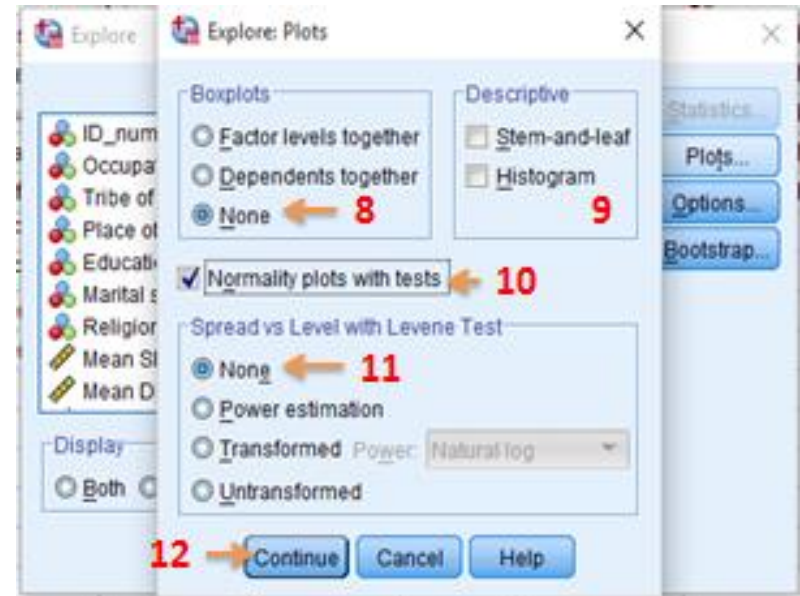 Explore
Explore: Plots
Boxplots
Factor levels together
Dependents together
None
8
Descriptive
Stem-and-leaf
Histogram
9
Normality plots with tests
10
Spread vs Level with Levene Test
None
11
Power estimation
Transformed Power: Natural log
Untransformed
12
Continue Cancel Help
ID_num
Occupa
Tribe of
Place of
Educati
Marital s
Religior
Mean
Mean D
Display
Both
Statistics...
Plots...
Options...
Bootstrap...